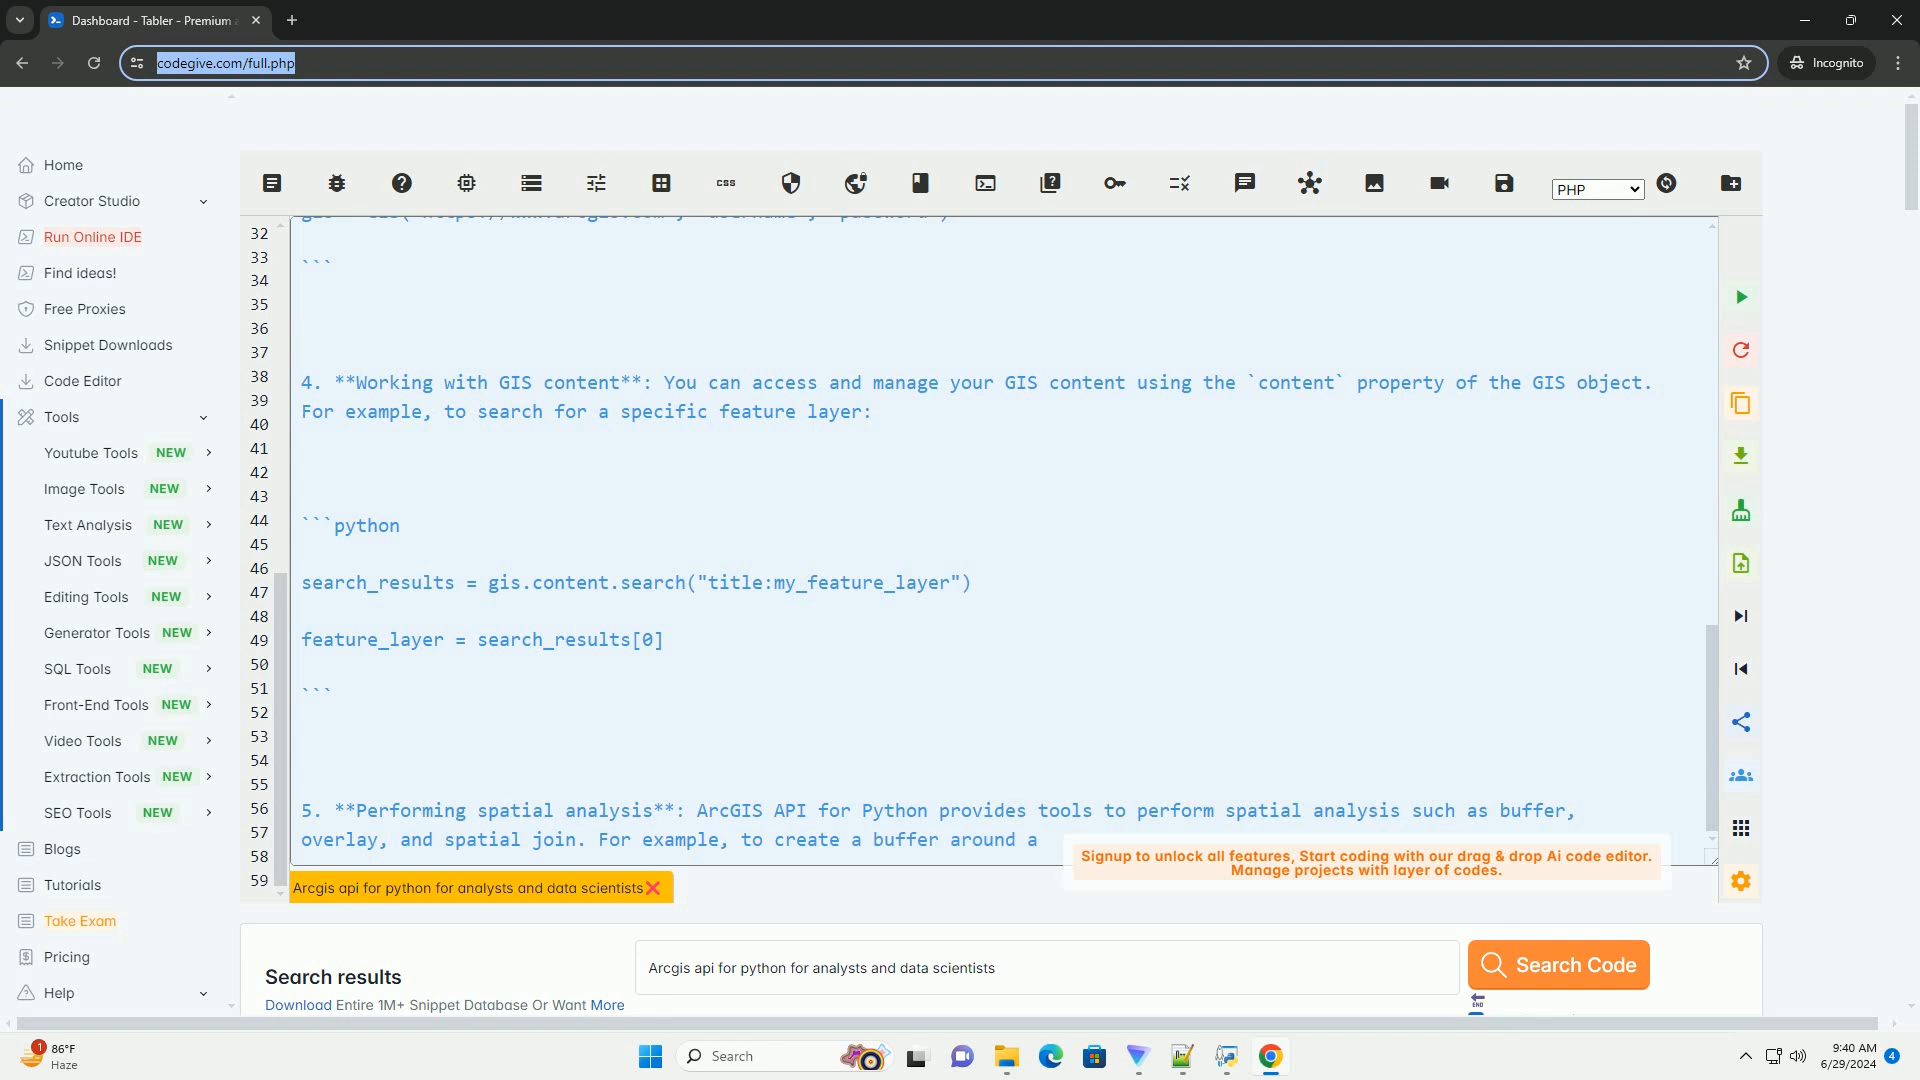 Dashboard - Tabler - Premium
codegive.com/full.php
Incognito
Home
Creator Studio
Run Online IDE
Find ideas!
Free Proxies
Snippet Downloads
Code Editor
Tools
Youtube Tools NEW
Image Tools NEW
Text Analysis NEW
JSON Tools NEW
Editing Tools NEW
Generator Tools NEW
SQL Tools NEW
Front-End Tools NEW
Video Tools NEW
Extraction Tools NEW
SEO Tools NEW
Blogs
Tutorials
Take Exam
Pricing
Help
css
PHP
32
33
34
35
36
37
38
39
40
41
42
43
44
45
46
47
48
49
50
51
52
53
54
55
56
57
58
59
```
4. **Working with GIS content**: You can access and manage your GIS content using the `content` property of the GIS object.
For example, to search for a specific feature layer:
```python
search_results = gis.content.search("title:my_feature_layer")
feature_layer = search_results[0]
```
5. **Performing spatial analysis**: ArcGIS API for Python provides tools to perform spatial analysis such as buffer,
overlay, and spatial join. For example, to create a buffer around a
Signup to unlock all features, Start coding with our drag & drop Ai code editor.
Manage projects with layer of codes.
Arcgis api for python for analysts and data scientists
Search results
Download Entire 1M+ Snippet Database Or Want More
Arcgis api for python for analysts and data scientists
Search Code
END
1
86°F
Haze
Search
9:40 AM
6/29/2024
4